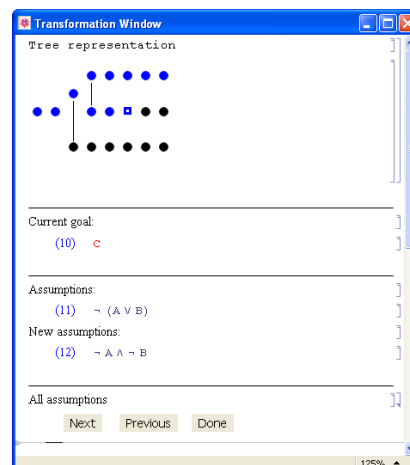 Transformation Window
Tree representation
Current goal:
(10) C
Assumptions:
(11) ¬ (A ∨ B)
New assumptions:
(12) ¬ A ∧ ¬ B
All assumptions
Next Previous Done
125%